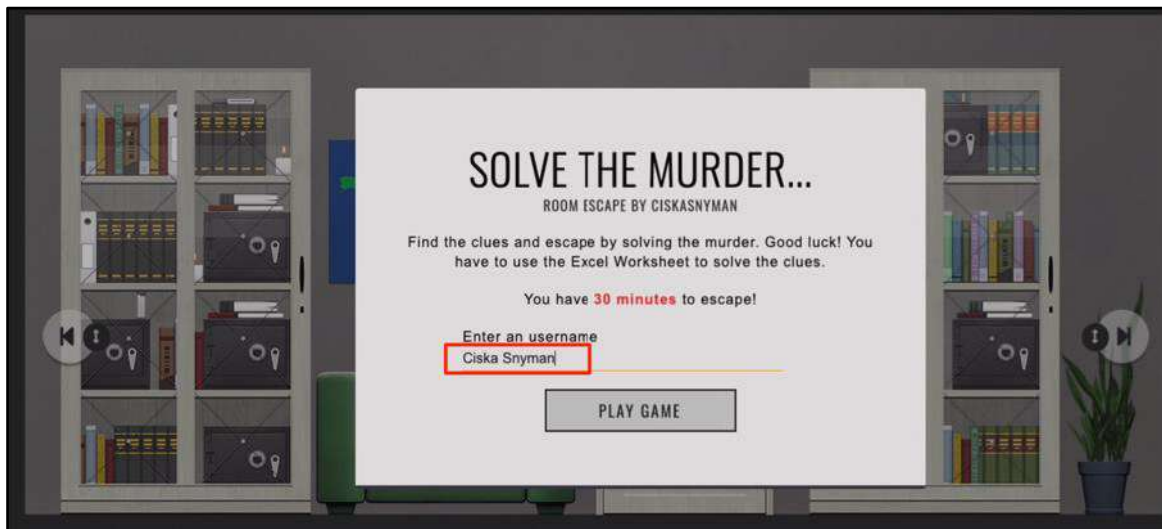 SOLVE THE MURDER...
ROOM ESCAPE BY CISKASNYMAN
Find the clues and escape by solving the murder. Good luck! You
have to use the Excel Worksheet to solve the clues.
You have 30 minutes to escape!
Enter an username
Ciska Snyman
PLAY GAME